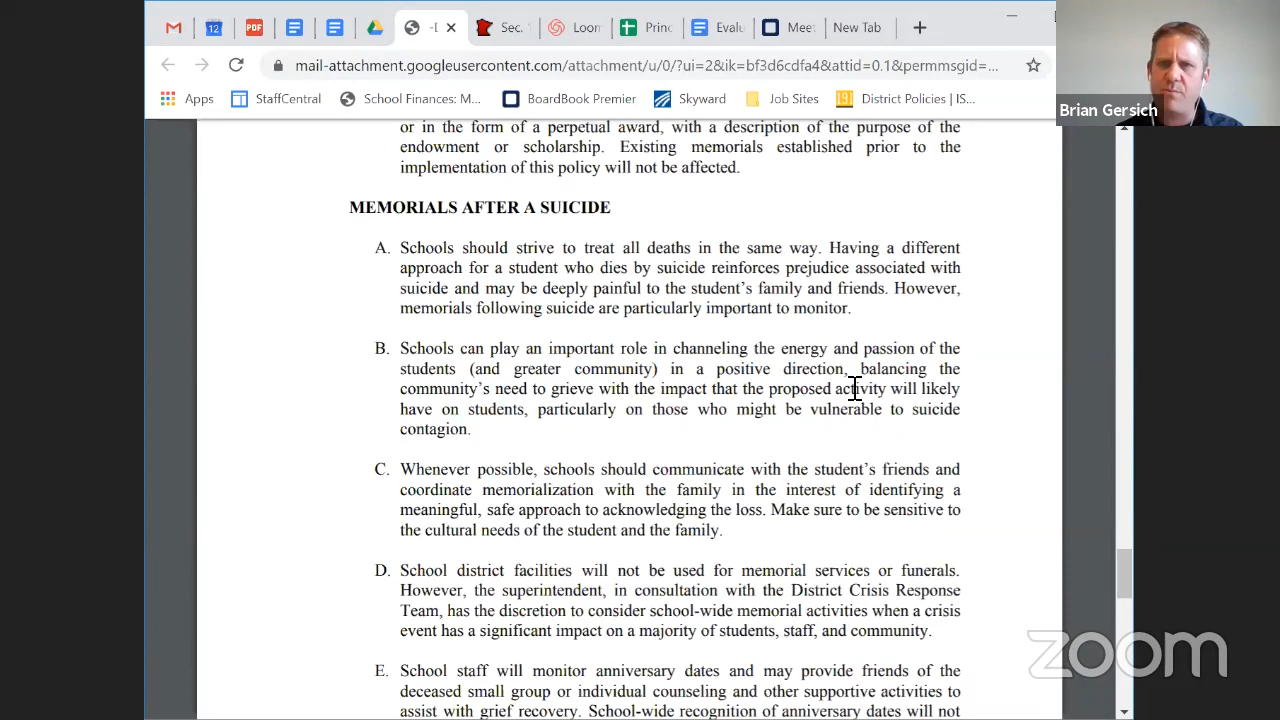 12
PDF
-[
Sec.
Loon
Princ
Evalu
Meet
New Tab
mail-attachment.googleusercontent.com/attachment/u/0/?ui=2&ik=bf3d6cdfa4&attid=0.1&permmsgid=...
Brian Gersich
Apps
StaffCentral
School Finances: M...
BoardBook Premier
Skyward
Job Sites
District Policies | IS...
or in the form of a perpetual award, with a description of the purpose of the
endowment or scholarship. Existing memorials established prior to the
implementation of this policy will not be affected.
MEMORIALS AFTER A SUICIDE
A. Schools should strive to treat all deaths in the same way. Having a different
approach for a student who dies by suicide reinforces prejudice associated with
suicide and may be deeply painful to the student's family and friends. However,
memorials following suicide are particularly important to monitor.
B. Schools can play an important role in channeling the energy and passion of the
students (and greater community) in a positive direction, balancing the
community's need to grieve with the impact that the proposed activity will likely
have on students, particularly on those who might be vulnerable to suicide
contagion.
C. Whenever possible, schools should communicate with the student's friends and
coordinate memorialization with the family in the interest of identifying a
meaningful, safe approach to acknowledging the loss. Make sure to be sensitive to
the cultural needs of the student and the family.
D. School district facilities will not be used for memorial services or funerals.
However, the superintendent, in consultation with the District Crisis Response
Team, has the discretion to consider school-wide memorial activities when a crisis
event has a significant impact on a majority of students, staff, and community.
E. School staff will monitor anniversary dates and may provide friends of the
deceased small group or individual counseling and other supportive activities to
assist with grief recovery. School-wide recognition of anniversary dates will not
zoom